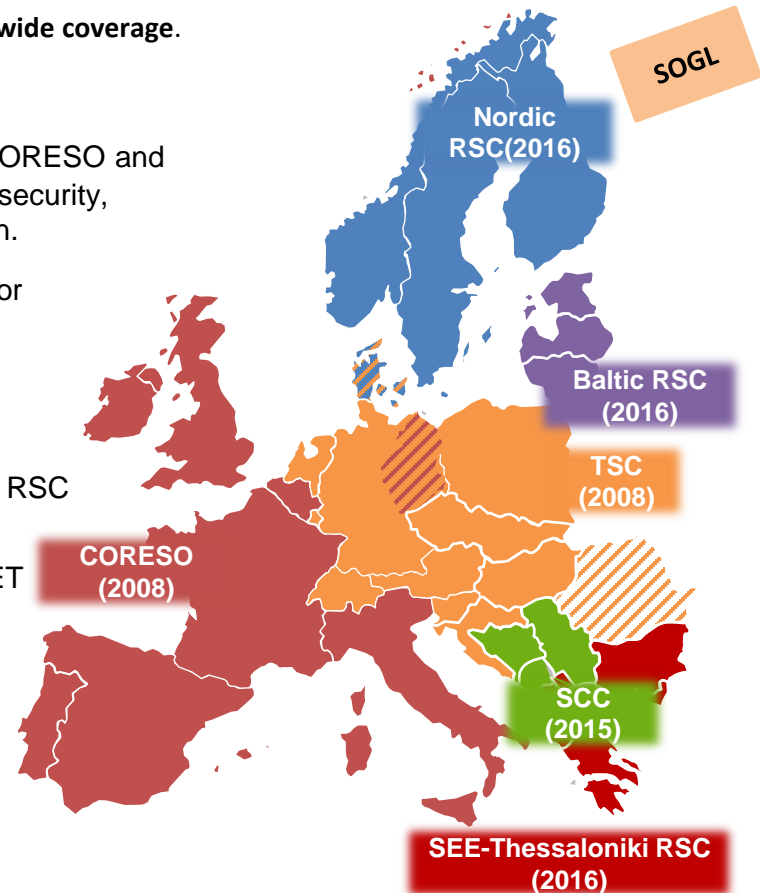 wide coverage.
SOGL
Nordic
RSC(2016)
ORESO and
security,
n.
or
Baltic RSC
(2016)
TSC
(2008)
RSC
CORESO
(2008)
ET
SCC
(2015)
SEE-Thessaloniki RSC
(2016)